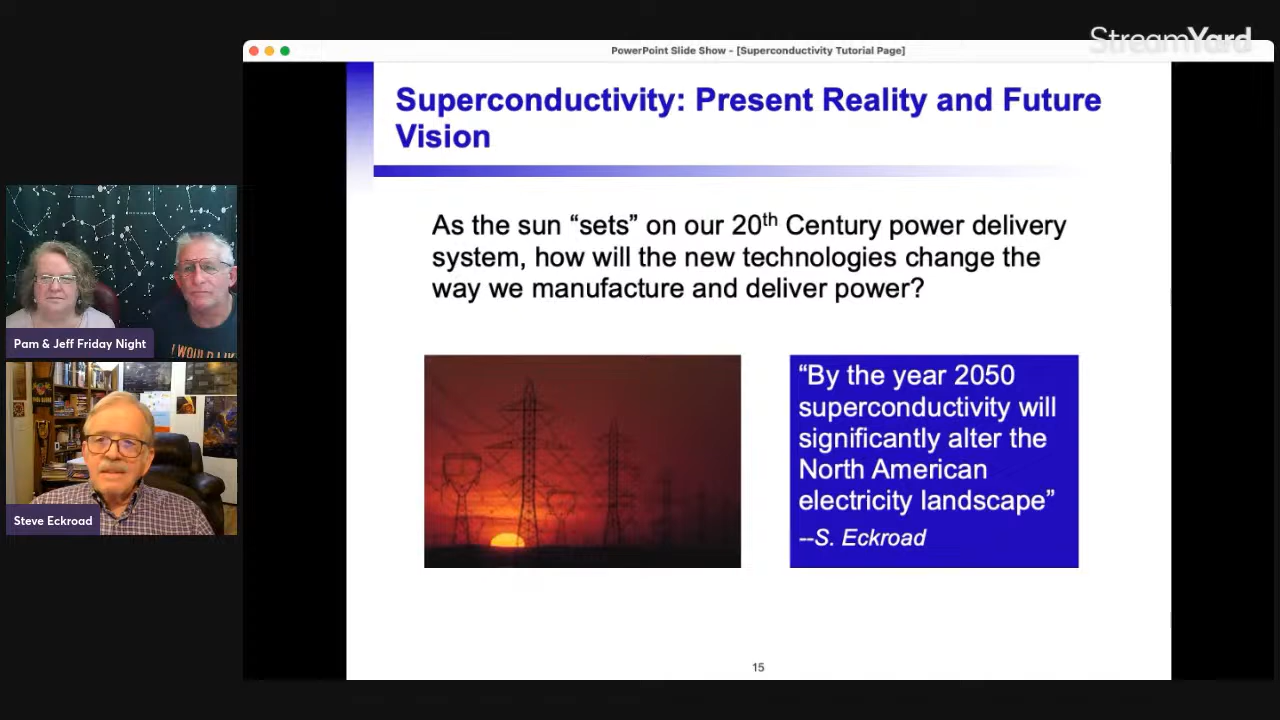 StreamYard
PowerPoint Slide Show - [Superconductivity Tutorial Page]
Superconductivity: Present Reality and Future
Vision
As the sun “sets” on our 20th Century power delivery
system, how will the new technologies change the
way we manufacture and deliver power?
“By the year 2050
superconductivity will
significantly alter the
North American
electricity landscape”
--S. Eckroad
15
I WOULD LIK
Pam & Jeff Friday Night
Steve Eckroad